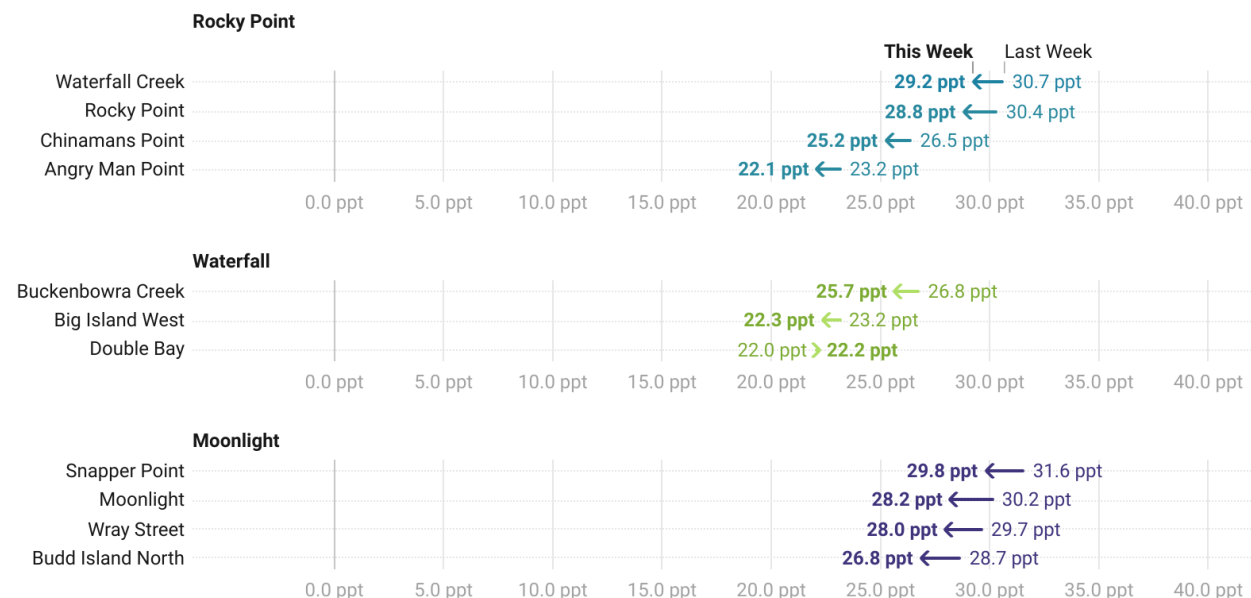 Rocky Point
This Week Last Week
Waterfall Creek 29.2 ppt 30.7 ppt
Rocky Point 28.8 ppt 30.4 ppt
Chinamans Point 25.2 ppt 26.5 ppt
Angry Man Point 22.1 ppt 23.2 ppt
0.0 ppt 5.0 ppt 10.0 ppt 15.0 ppt 20.0 ppt 25.0 ppt 30.0 ppt 35.0 ppt 40.0 ppt
Waterfall
Buckenbowra Creek 25.7 ppt 26.8 ppt
Big Island West 22.3 ppt 23.2 ppt
Double Bay 22.0 ppt 22.2 ppt
0.0 ppt 5.0 ppt 10.0 ppt 15.0 ppt 20.0 ppt 25.0 ppt 30.0 ppt 35.0 ppt 40.0 ppt
Moonlight
Snapper Point 29.8 ppt 31.6 ppt
Moonlight 28.2 ppt 30.2 ppt
Wray Street 28.0 ppt 29.7 ppt
Budd Island North 26.8 ppt 28.7 ppt
0.0 ppt 5.0 ppt 10.0 ppt 15.0 ppt 20.0 ppt 25.0 ppt 30.0 ppt 35.0 ppt 40.0 ppt